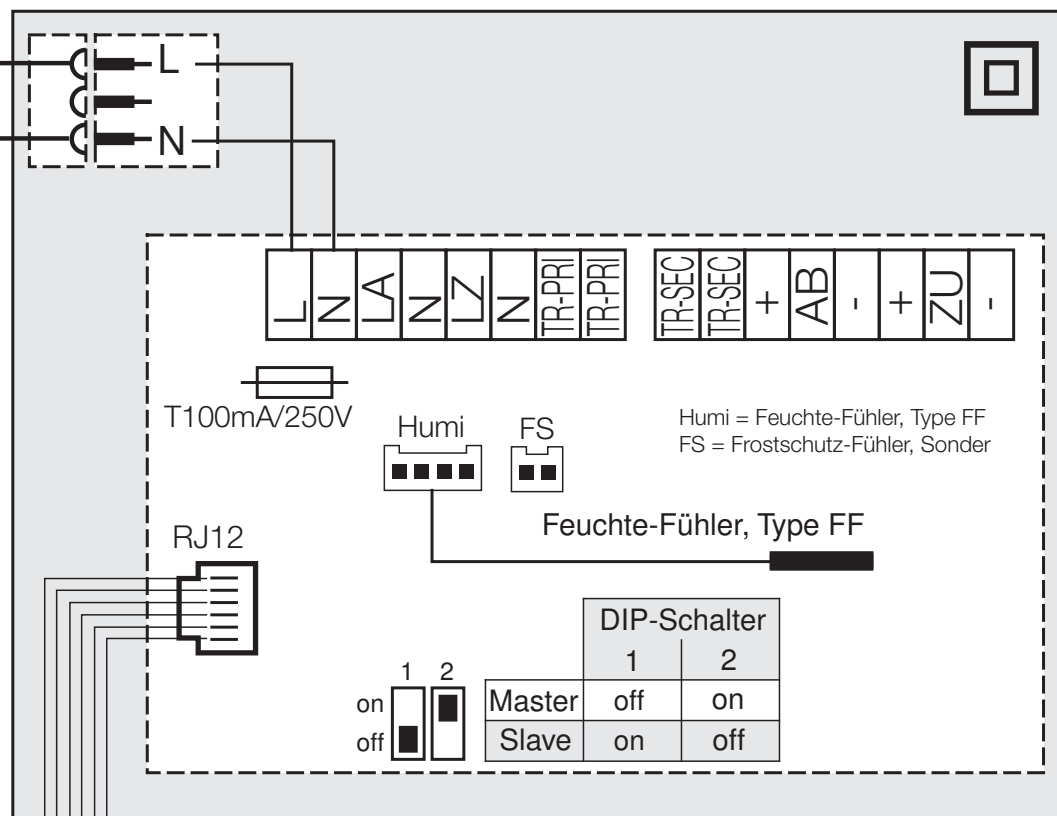 L
N
L N LA N LZ N TR-PRI TR-PRI TR-SEC TR-SEC + AB - + ZU -
T100mA/250V
Humi FS
Humi = Feuchte-Fühler, Type FF
FS = Frostschutz-Fühler, Sonder
Feuchte-Fühler, Type FF
RJ12
1 2
on
off
DIP-Schalter
1 2
Master off on
Slave on off